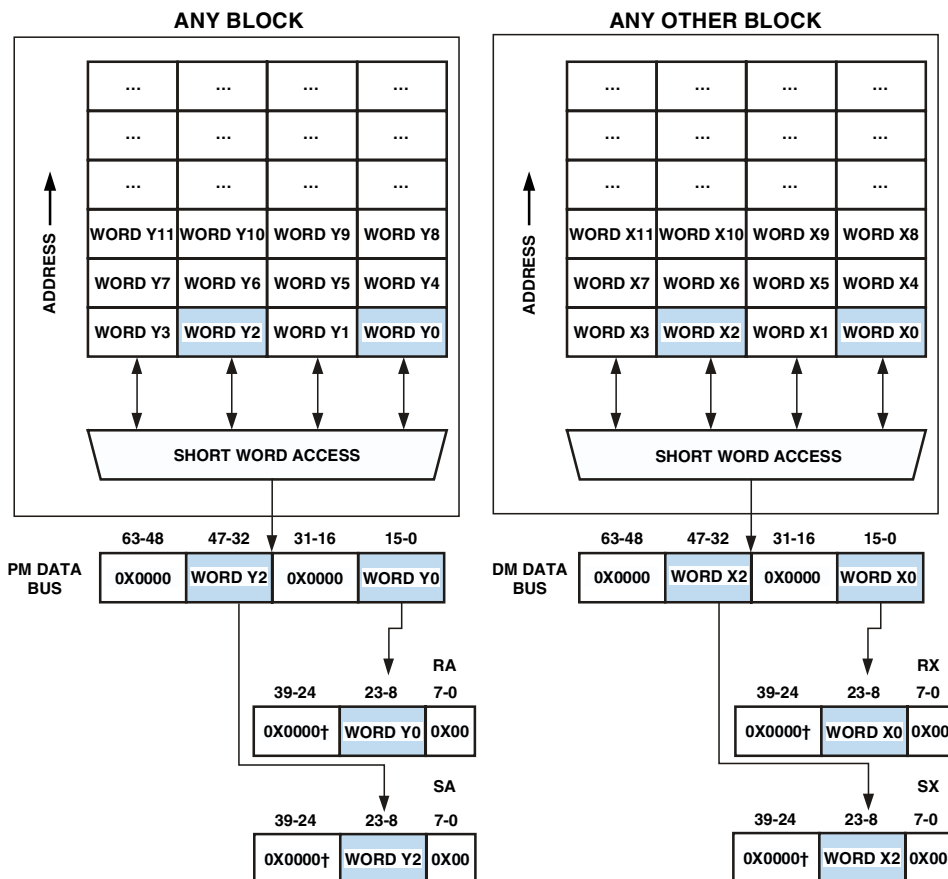 ANY BLOCK
... ... ... ...
... ... ... ...
... ... ... ...
WORD Y11 WORD Y10 WORD Y9 WORD Y8
WORD Y7 WORD Y6 WORD Y5 WORD Y4
WORD Y3 WORD Y2 WORD Y1 WORD Y0
ADDRESS
SHORT WORD ACCESS
63-48 47-32 31-16 15-0
PM DATA
BUS
0X0000 WORD Y2 0X0000 WORD Y0
RA
39-24 23-8 7-0
0X0000† WORD Y0 0X00
SA
39-24 23-8 7-0
0X0000† WORD Y2 0X00
ANY OTHER BLOCK
... ... ... ...
... ... ... ...
... ... ... ...
WORD X11 WORD X10 WORD X9 WORD X8
WORD X7 WORD X6 WORD X5 WORD X4
WORD X3 WORD X2 WORD X1 WORD X0
ADDRESS
SHORT WORD ACCESS
63-48 47-32 31-16 15-0
DM DATA
BUS
0X0000 WORD X2 0X0000 WORD X0
RX
39-24 23-8 7-0
0X0000† WORD X0 0X00
SX
39-24 23-8 7-0
0X0000† WORD X2 0X00